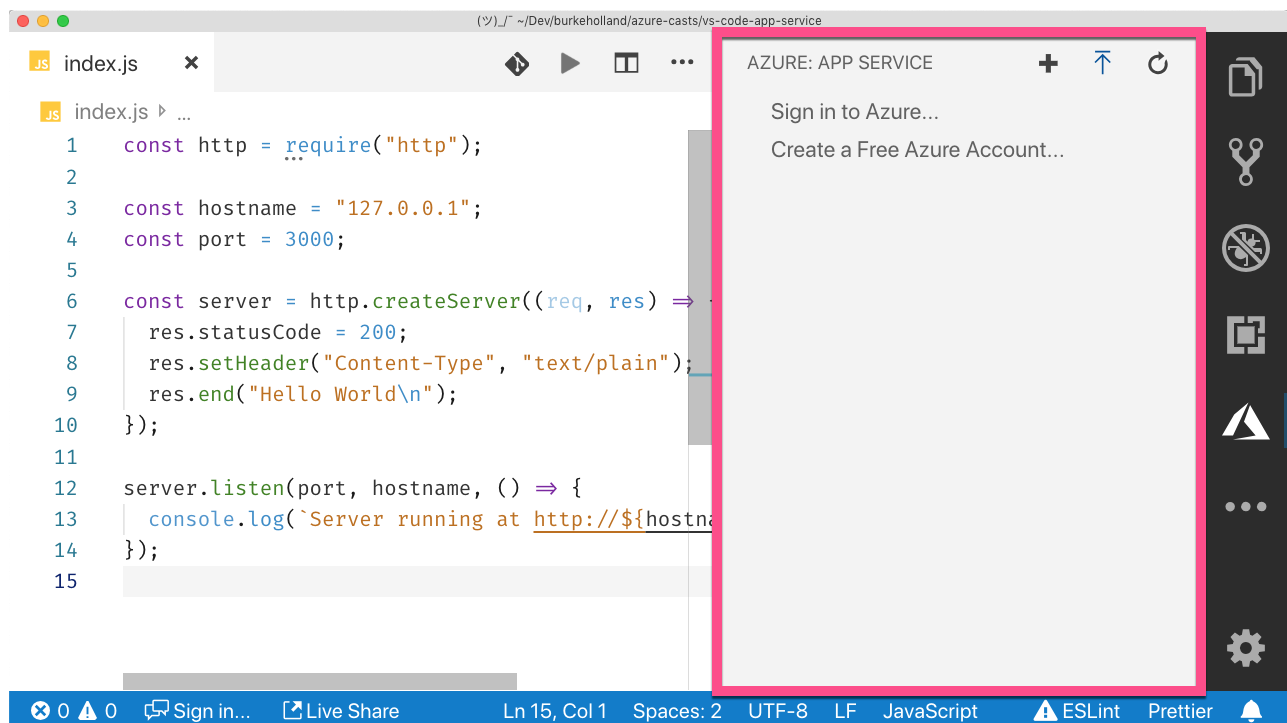 (ツ)_/¯ ~/Dev/burkeholland/azure-casts/vs-code-app-service
JS index.js
JS index.js ...
1 const http = require("http");
2
3 const hostname = "127.0.0.1";
4 const port = 3000;
5
6 const server = http.createServer((req, res) => {
7 res.statusCode = 200;
8 res.setHeader("Content-Type", "text/plain");
9 res.end("Hello World\n");
10 });
11
12 server.listen(port, hostname, () => {
13 console.log(`Server running at http://${hostna
14 });
15
AZURE: APP SERVICE
Sign in to Azure...
Create a Free Azure Account...
0 0 Sign in... Live Share Ln 15, Col 1 Spaces: 2 UTF-8 LF JavaScript ESLint Prettier